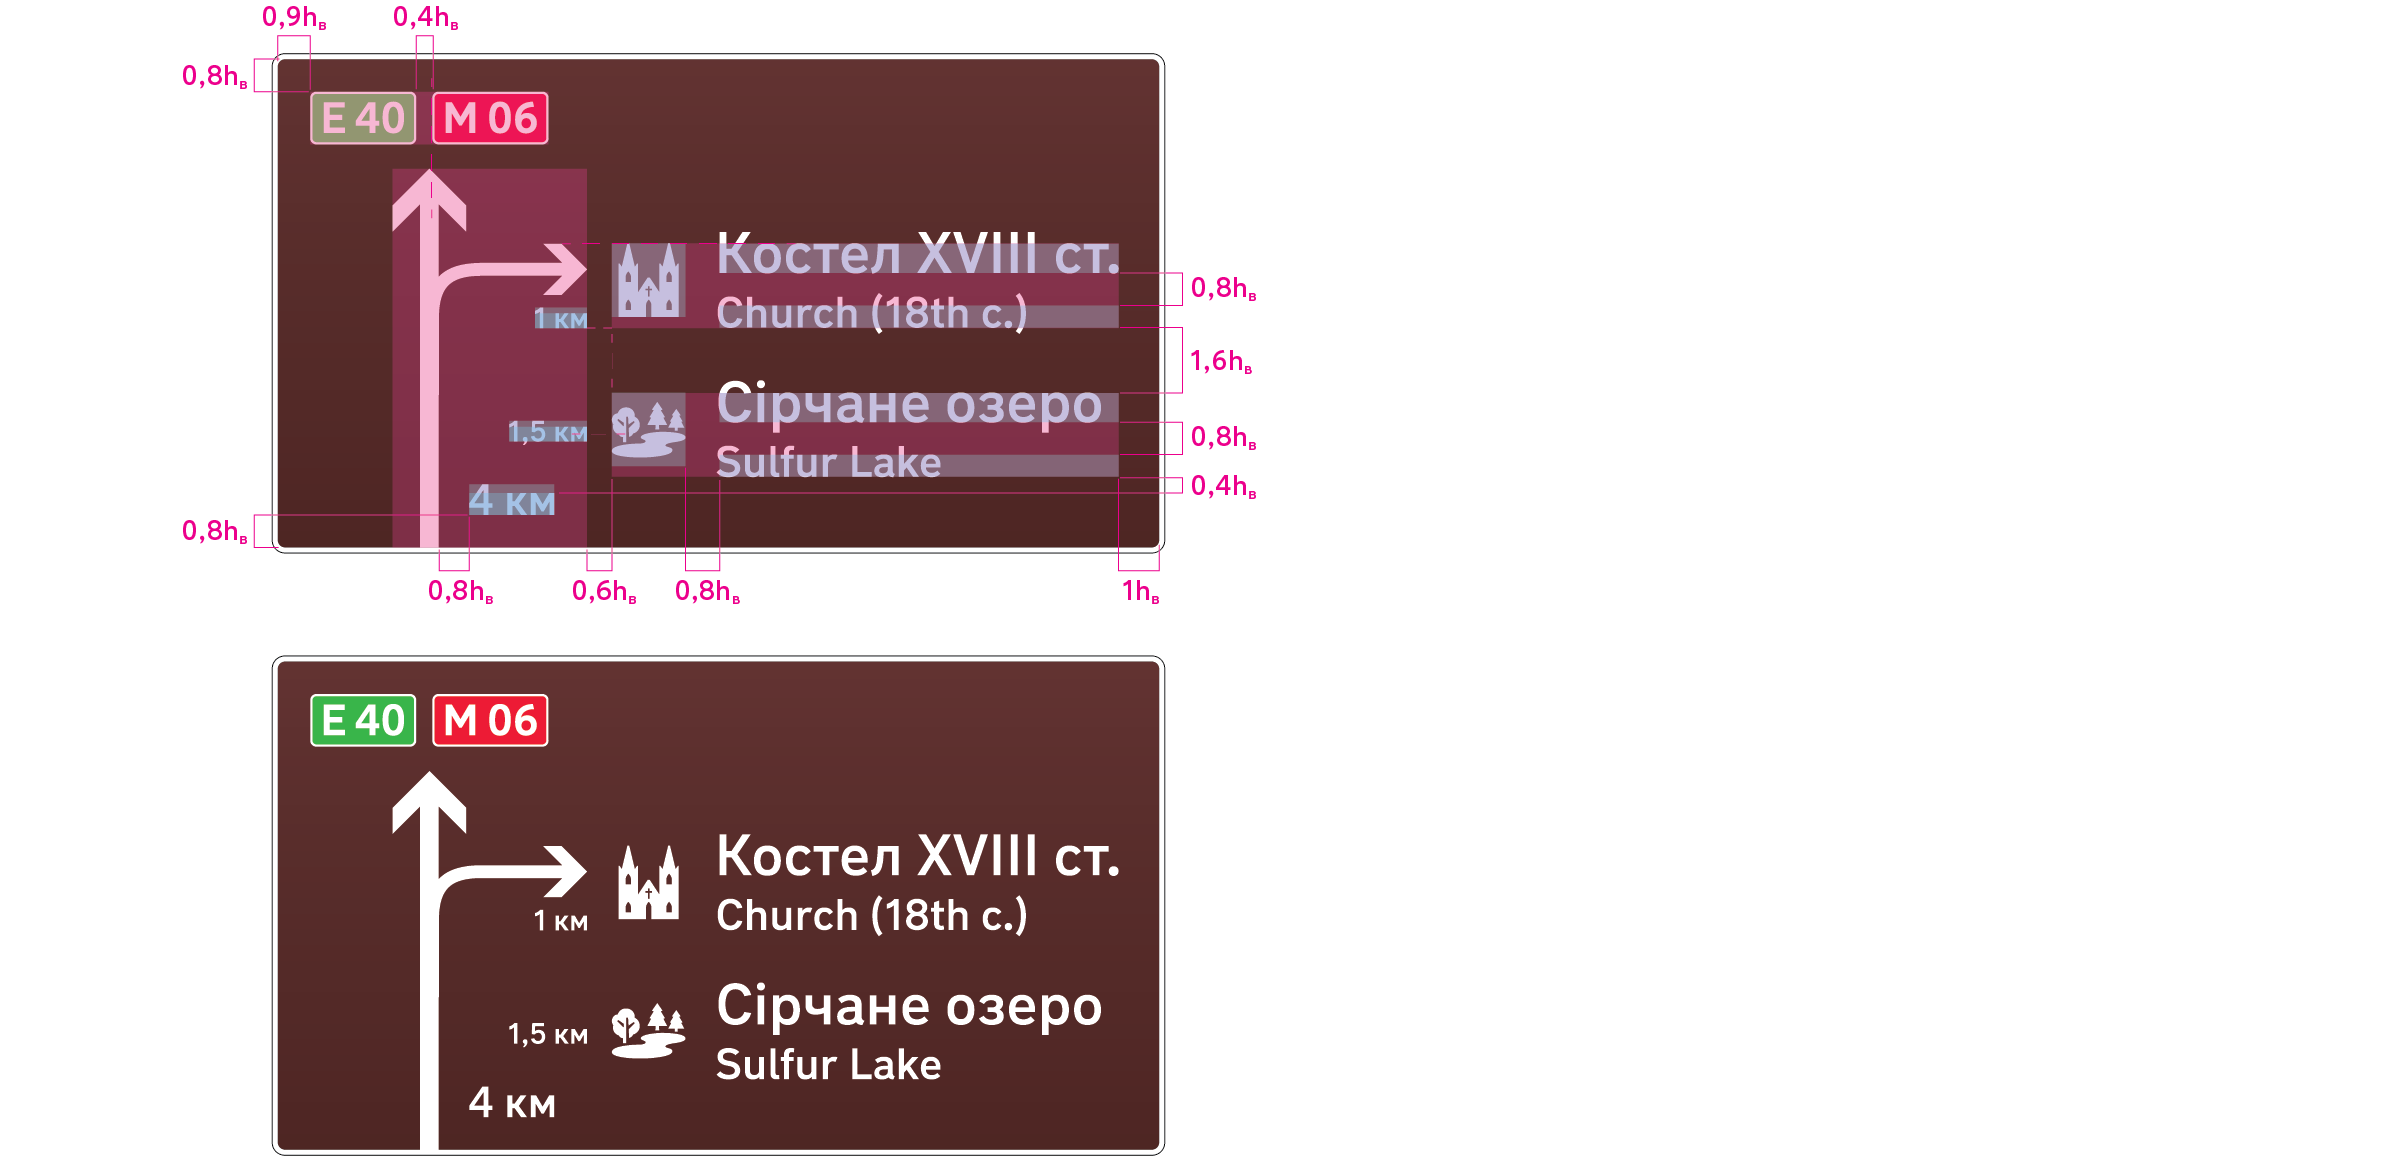 0,9hв 0,4hв
0,8hв
E 40 M 06
Костел XVIII ст.
0,8hв
Church (18th c.)
1 км
1,6hв
Сірчане озеро
1,5 км
0,8hв
Sulfur Lake
0,4hв
4 км
0,8hв
0,8hв 0,6hв 0,8hв 1hв
E 40 M 06
Костел XVIII ст.
Church (18th c.)
1 км
Сірчане озеро
1,5 км
Sulfur Lake
4 км